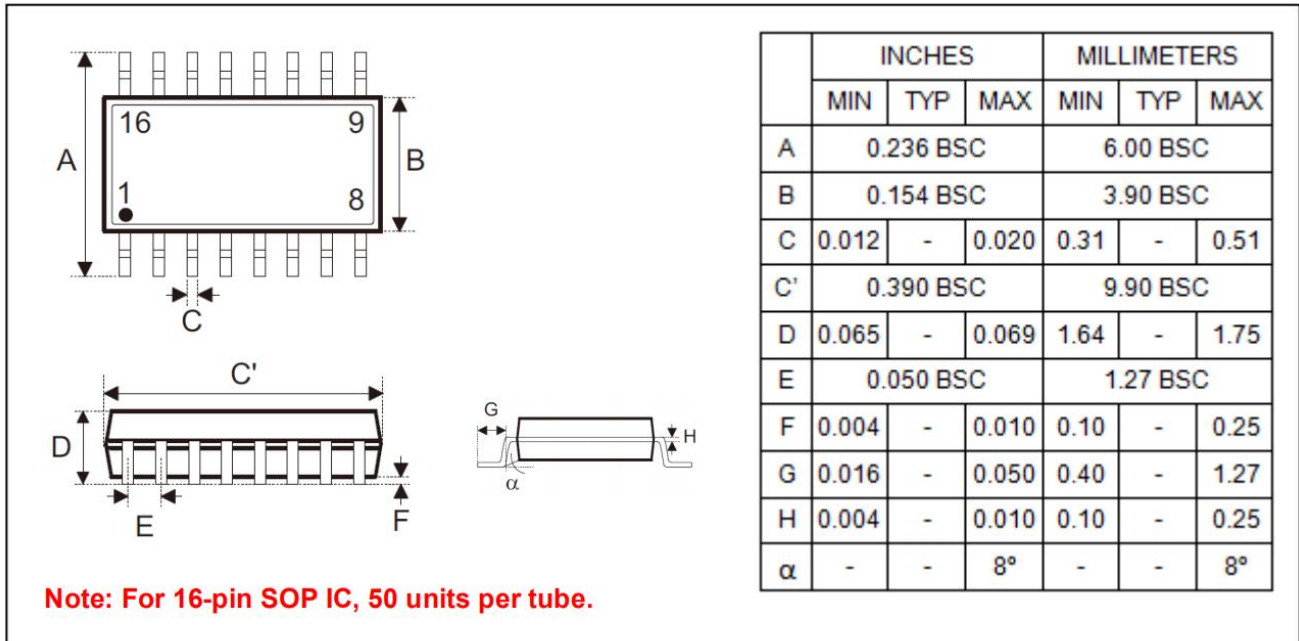 16 9
1 8
A
B
C
C'
D
E
F
G
H
α
INCHES MILLIMETERS
MIN TYP MAX MIN TYP MAX
A 0.236 BSC 6.00 BSC
B 0.154 BSC 3.90 BSC
C 0.012 - 0.020 0.31 - 0.51
C' 0.390 BSC 9.90 BSC
D 0.065 - 0.069 1.64 - 1.75
E 0.050 BSC 1.27 BSC
F 0.004 - 0.010 0.10 - 0.25
G 0.016 - 0.050 0.40 - 1.27
H 0.004 - 0.010 0.10 - 0.25
α - - 8º - - 8º
Note: For 16-pin SOP IC, 50 units per tube.